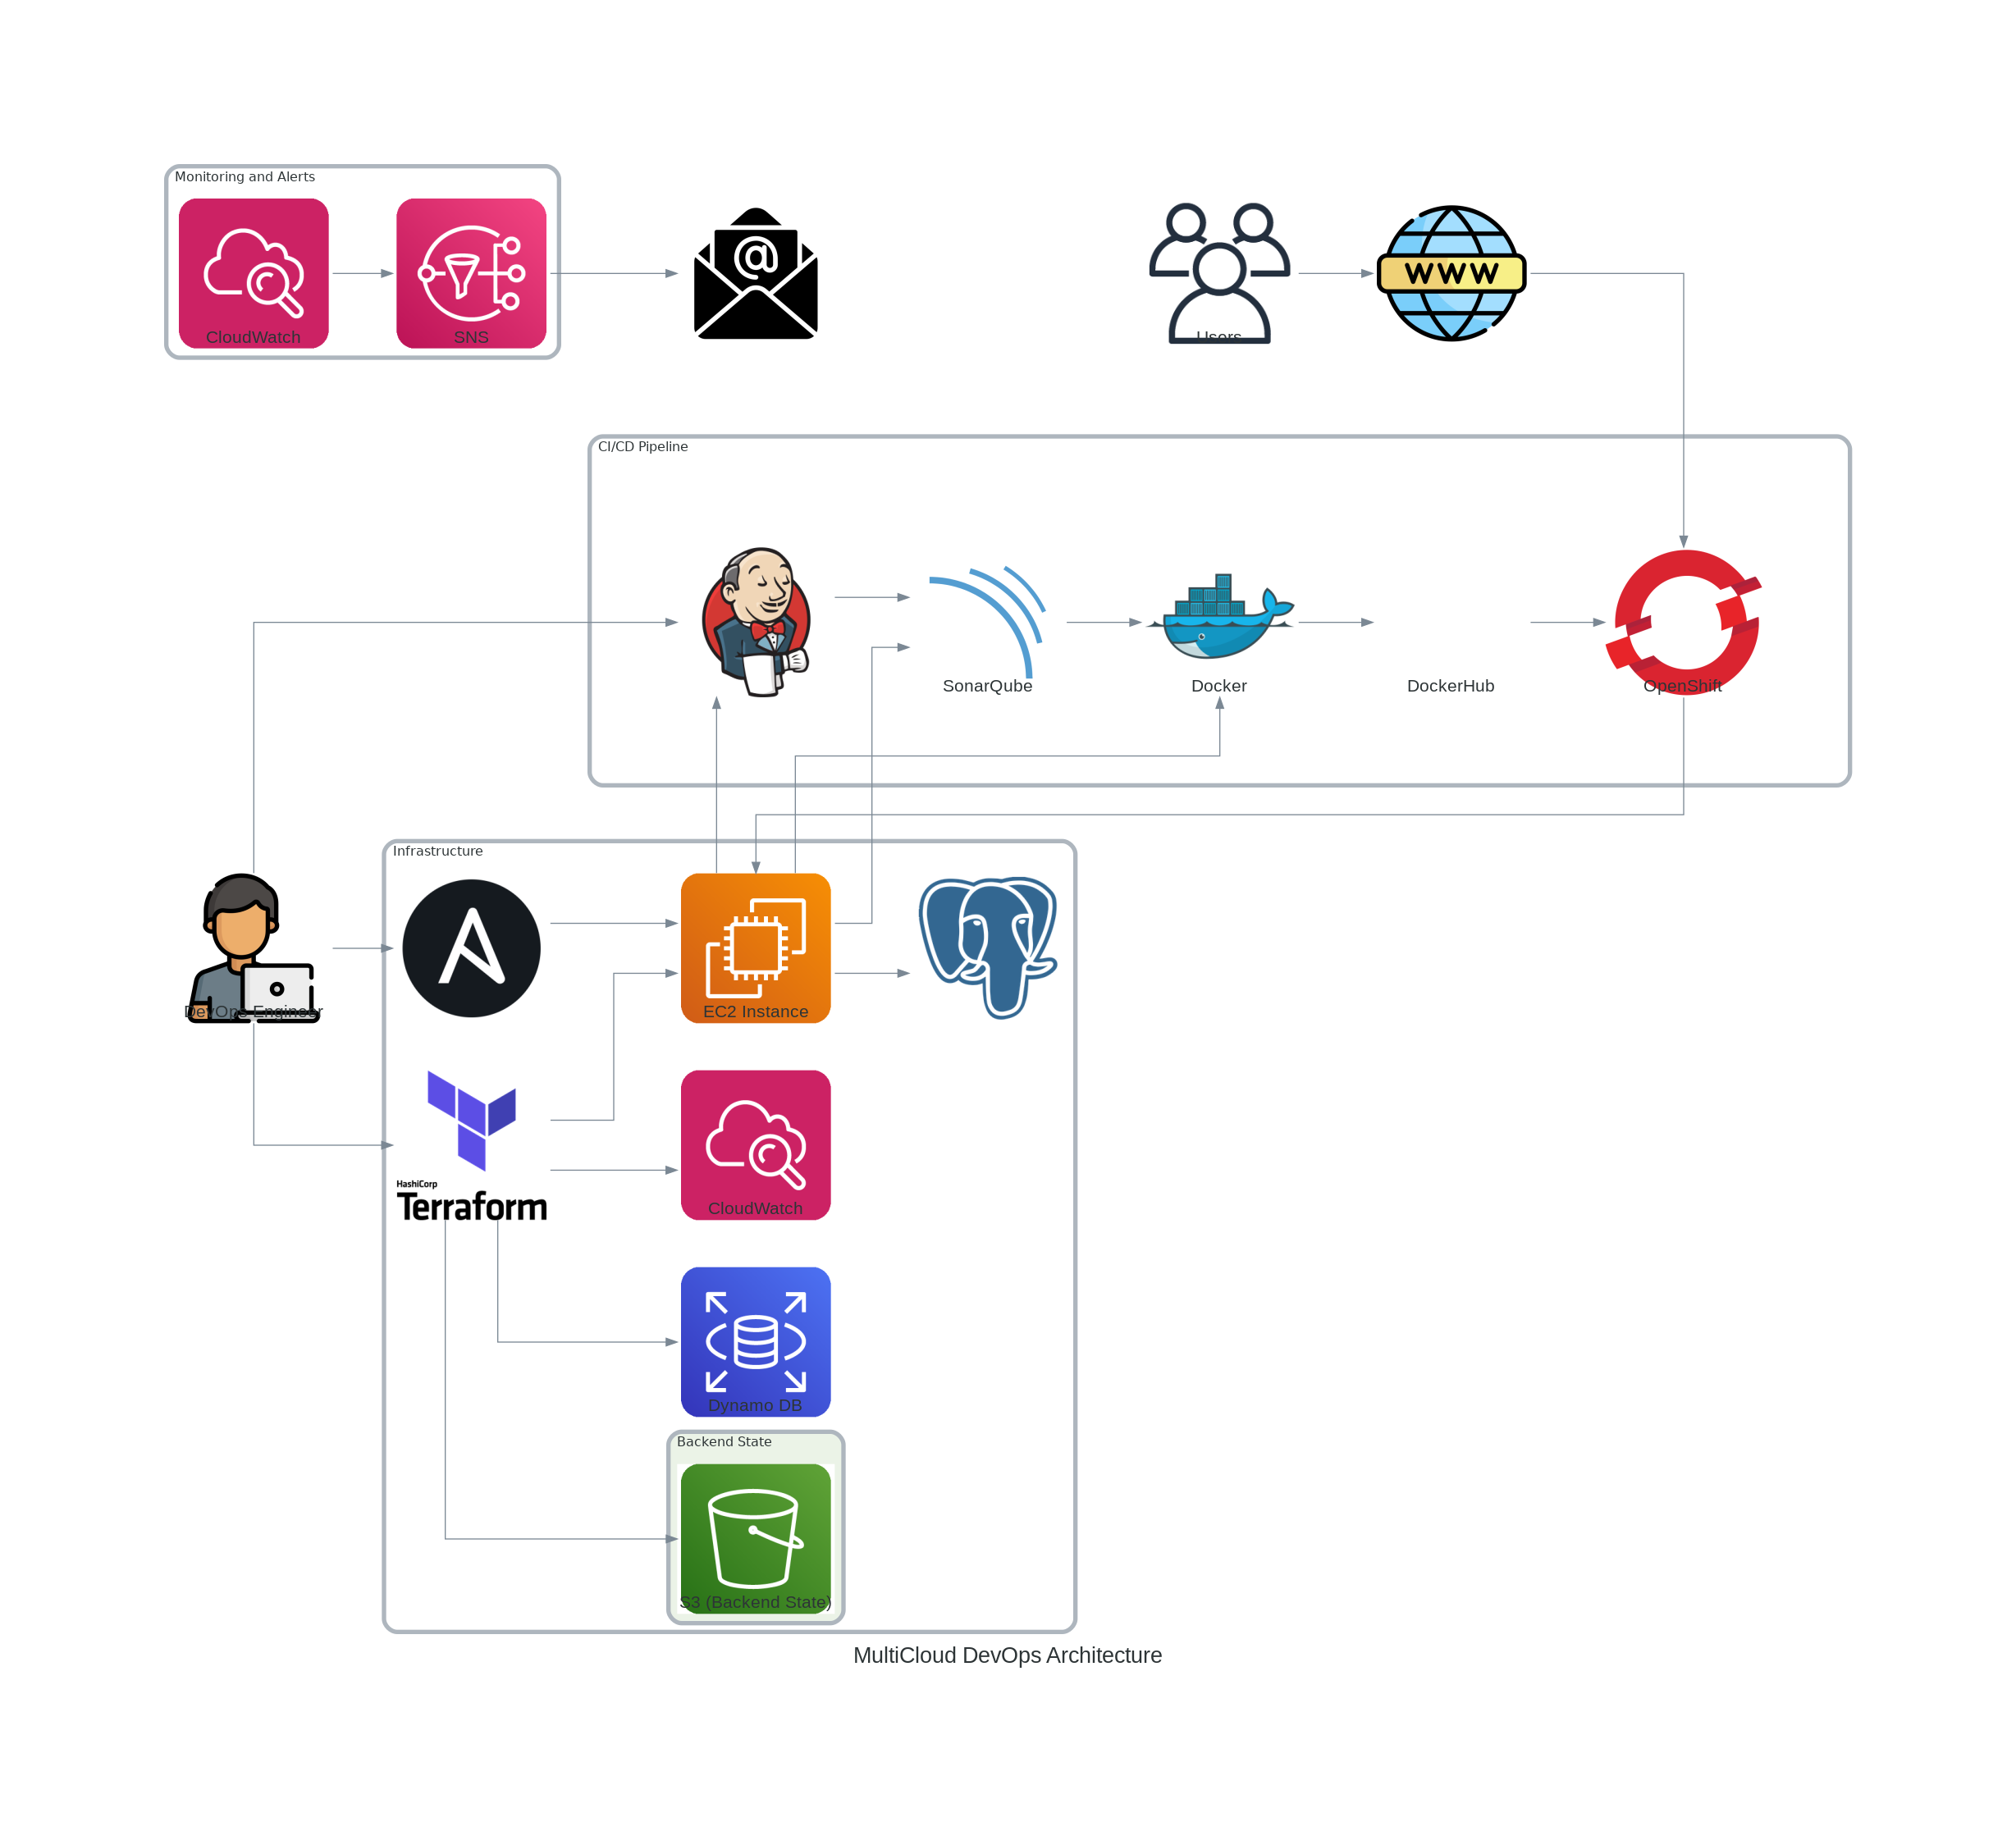 Monitoring and Alerts
CloudWatch
SNS
@
Users
WWW
CI/CD Pipeline
SonarQube
Docker
DockerHub
OpenShift
Infrastructure
DevOps Engineer
EC2 Instance
HashiCorp
Terraform
CloudWatch
Dynamo DB
Backend State
S3 (Backend State)
MultiCloud DevOps Architecture